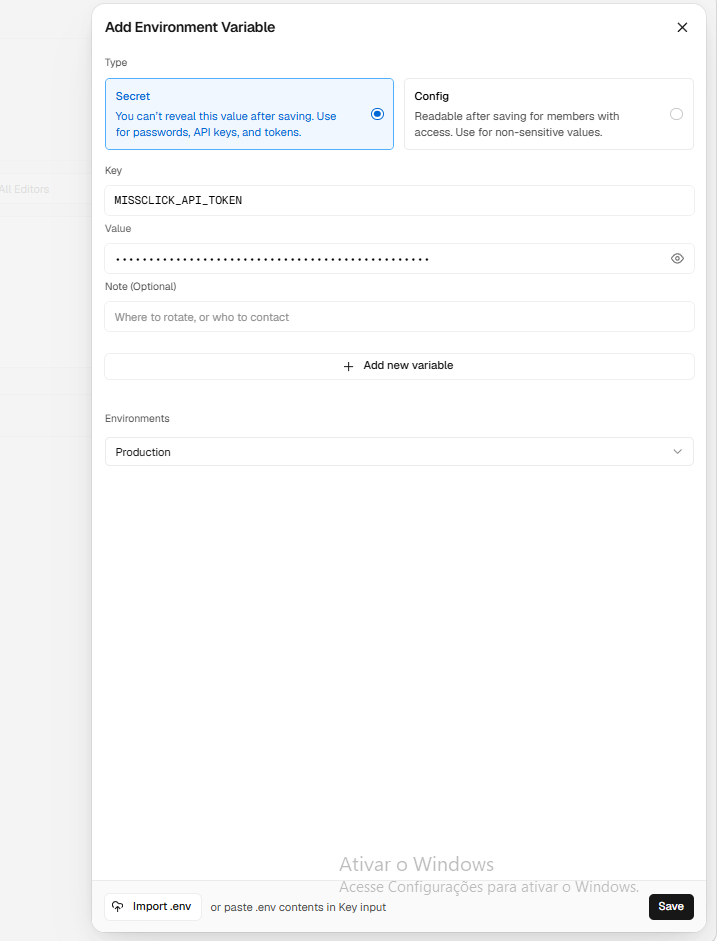 Add Environment Variable
Type
Secret
You can't reveal this value after saving. Use
for passwords, API keys, and tokens.
Config
Readable after saving for members with
access. Use for non-sensitive values.
All Editors
Key
MISSCLICK_API_TOKEN
Value
•••••••••••••••••••••••••••••••••••••••••••••••
Note (Optional)
Where to rotate, or who to contact
Add new variable
Environments
Production
Ativar o Windows
Acesse Configurações para ativar o Windows.
Import .env
or paste .env contents in Key input
Save